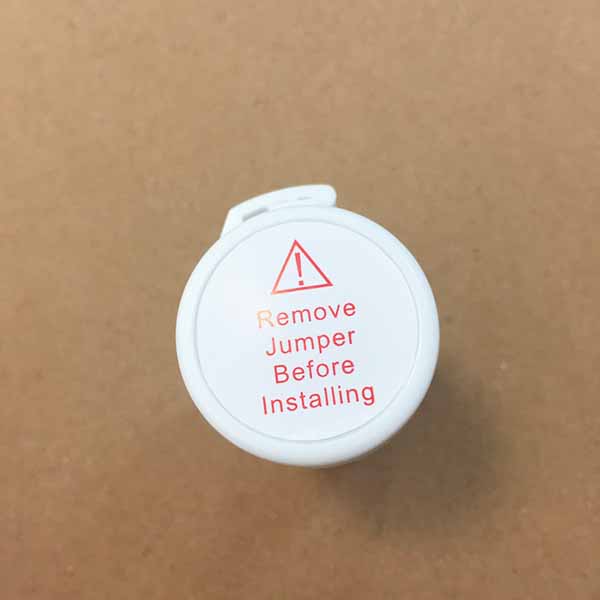 Remove
Jumper
Before
Installing